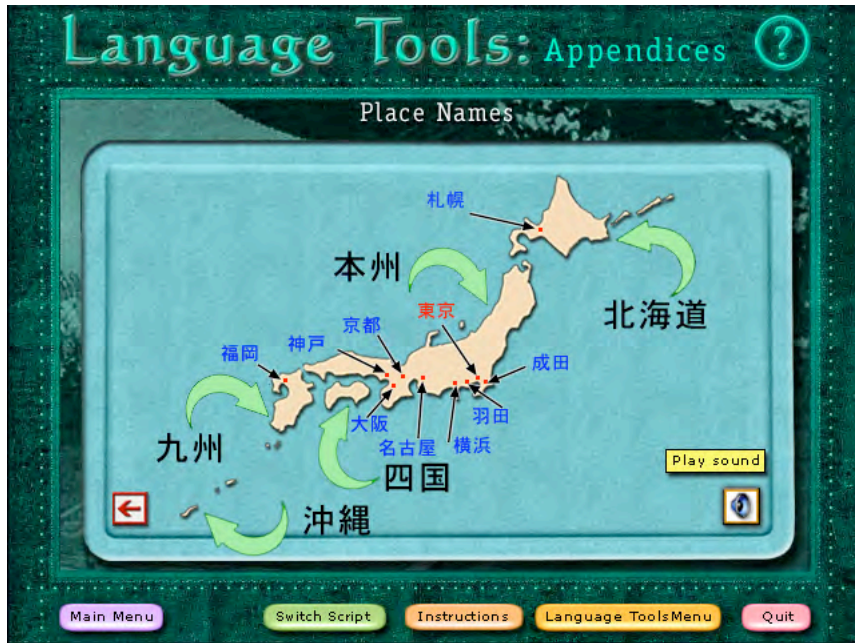 Language Tools: Appendices ?
Place Names
札幌
本州
北海道
東京
京都
神戸
福岡
成田
大阪
羽田
名古屋
横浜
九州
四国
Play sound
沖縄
Main Menu
Switch Script
Instructions
Language ToolsMenu
Quit